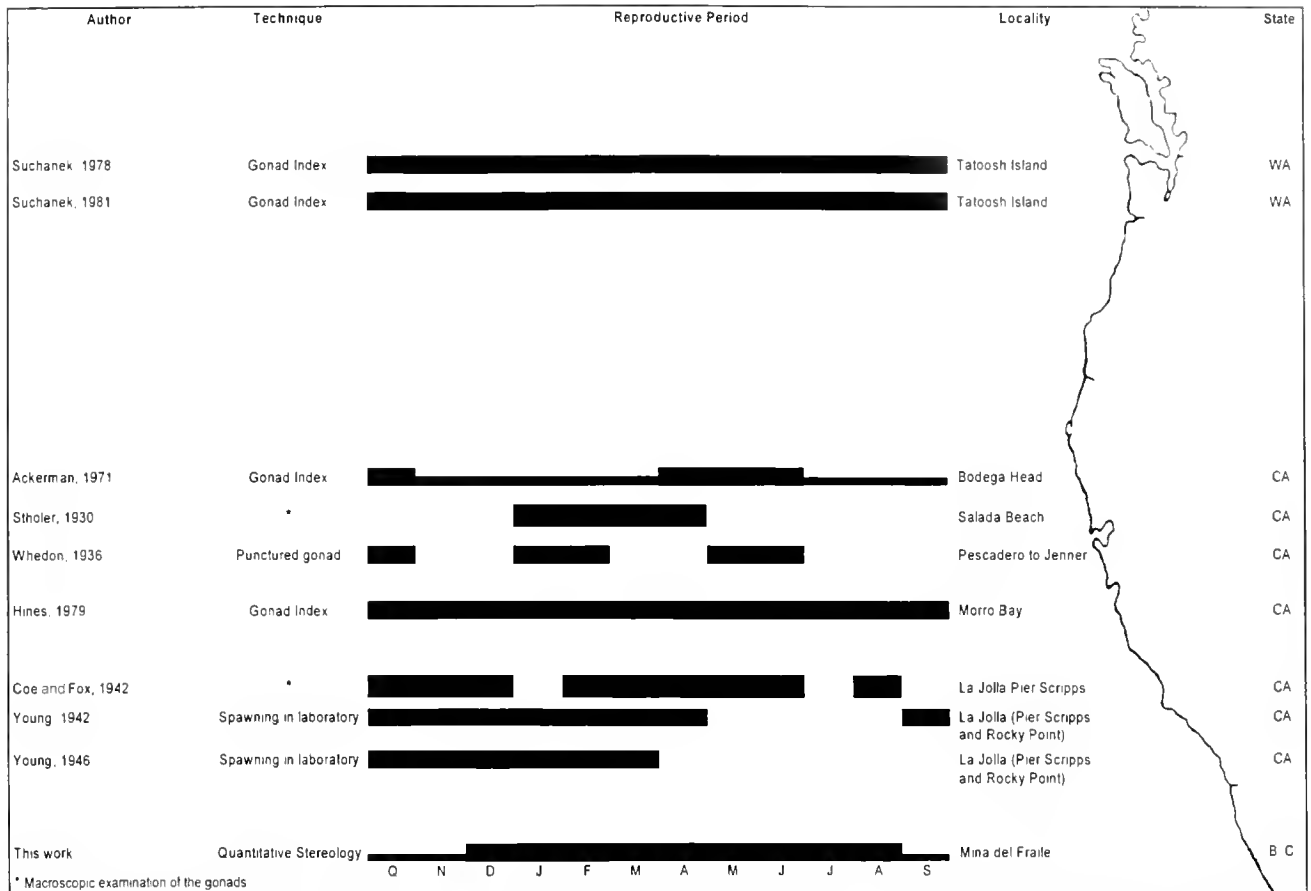 Author Technique Reproductive Period Locality State
Suchanek 1978 Gonad Index Tatoosh Island WA
Suchanek, 1981 Gonad Index Tatoosh Island WA
Ackerman, 1971 Gonad Index Bodega Head CA
Stholer, 1930 * Salada Beach CA
Whedon, 1936 Punctured gonad Pescadero to Jenner CA
Hines, 1979 Gonad Index Morro Bay CA
Coe and Fox, 1942 * La Jolla Pier Scripps CA
Young 1942 Spawning in laboratory La Jolla (Pier Scripps CA
and Rocky Point)
Young, 1946 Spawning in laboratory La Jolla (Pier Scripps CA
and Rocky Point)
This work Quantitative Stereology Mina del Fraile B C
O N D J F M A M J J A S
* Macroscopic examination of the gonads